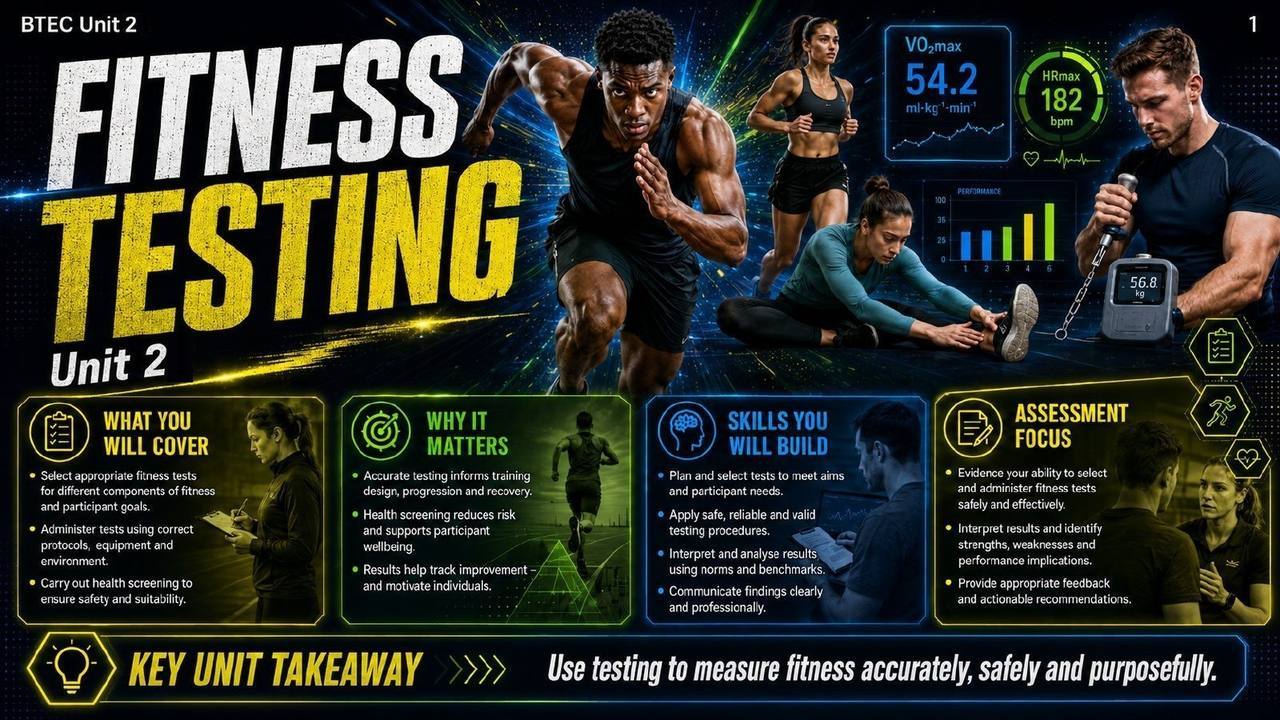 BTEC Unit 2
1
FITNESS
TESTING
Unit 2
VO₂max
54.2
ml·kg⁻¹·min⁻¹
HRmax
182
bpm
PERFORMANCE
100
35
25
0
1 2 3 4 6
56.8
kg
WHAT YOU
WILL COVER
• Select appropriate fitness tests
for different components of fitness
and participant goals.
• Administer tests using correct
protocols, equipment and
environment.
• Carry out health screening to
ensure safety and suitability.
WHY IT
MATTERS
• Accurate testing informs training
design, progression and recovery.
• Health screening reduces risk
and supports participant
wellbeing.
• Results help track improvement –
and motivate individuals.
SKILLS YOU
WILL BUILD
• Plan and select tests to meet aims
and participant needs.
• Apply safe, reliable and valid
testing procedures.
• Interpret and analyse results
using norms and benchmarks.
• Communicate findings clearly
and professionally.
ASSESSMENT
FOCUS
• Evidence your ability to select
and administer fitness tests
safely and effectively.
• Interpret results and identify
strengths, weaknesses and
performance implications.
• Provide appropriate feedback
and actionable recommendations.
KEY UNIT TAKEAWAY
Use testing to measure fitness accurately, safely and purposefully.